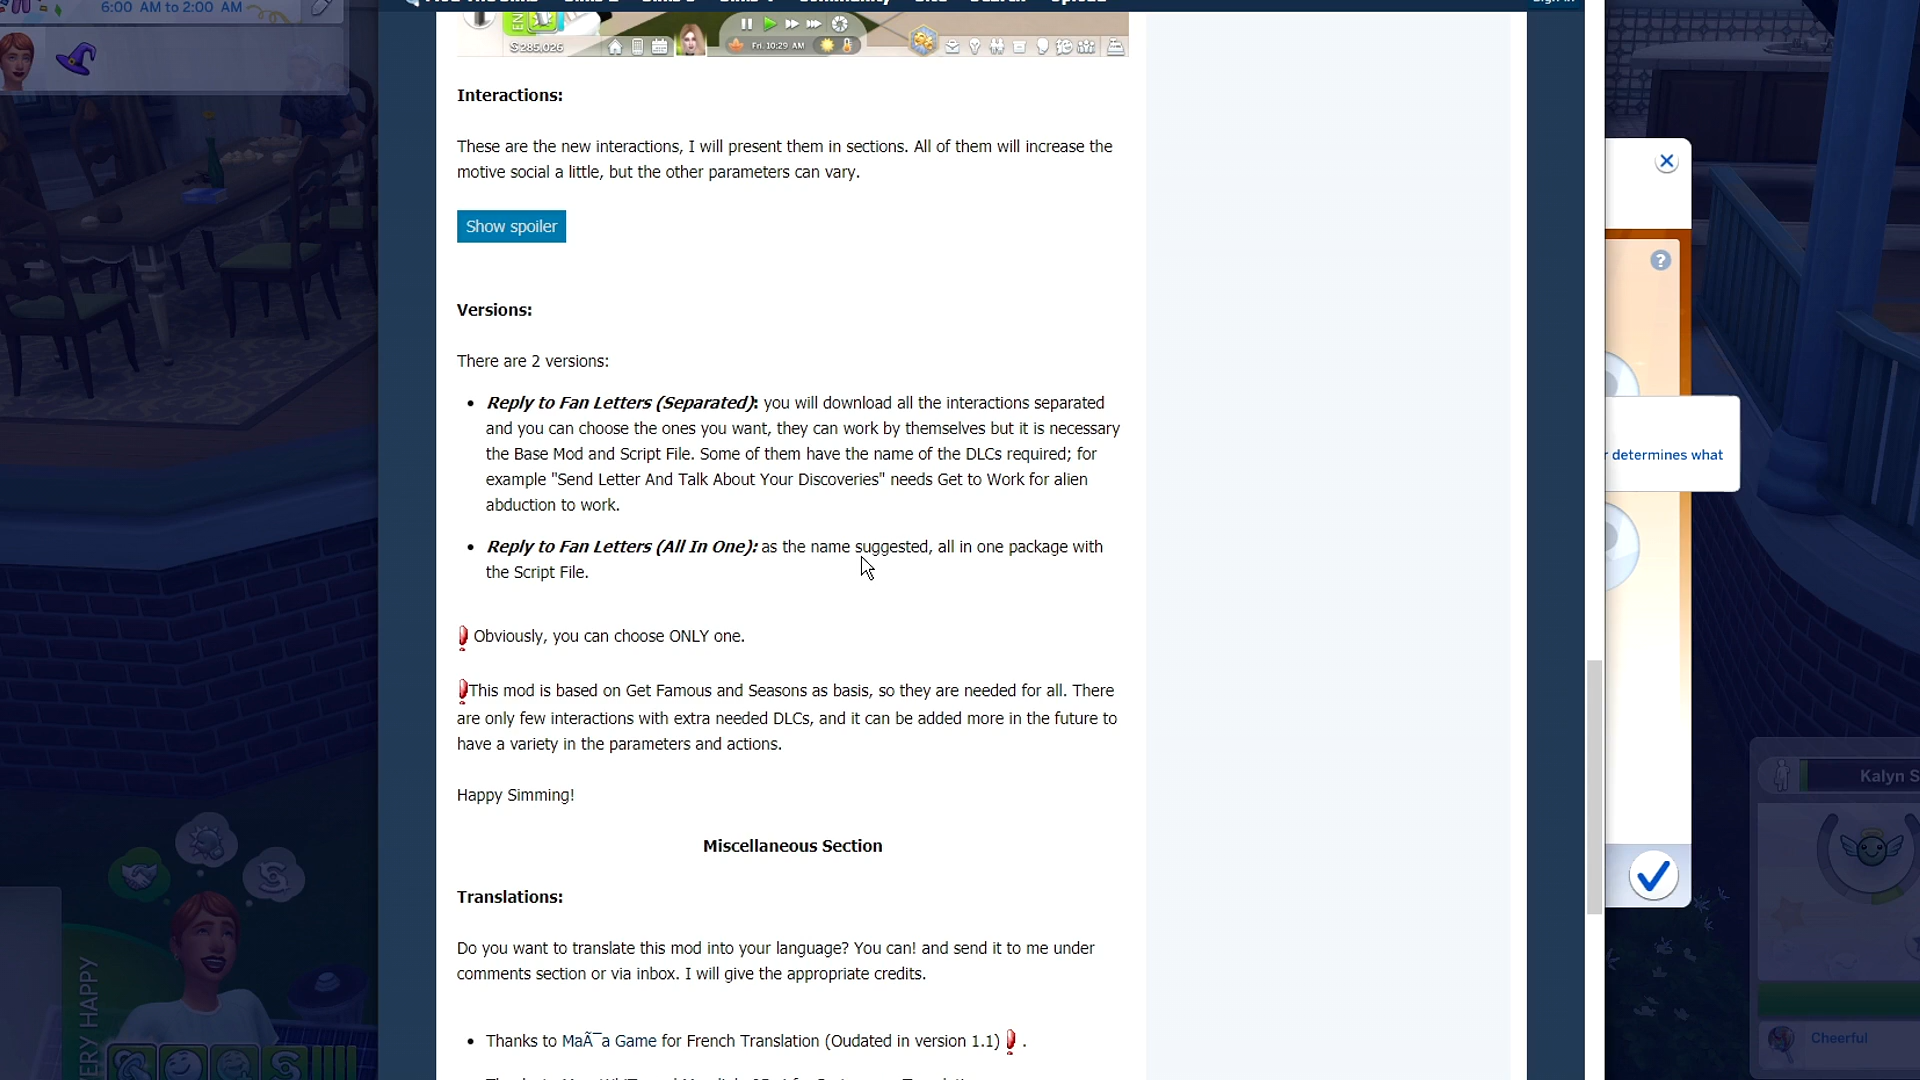 6:00 AM to 2:00 AM
$285,026
Fri. 10:29 AM
Interactions:
These are the new interactions, I will present them in sections. All of them will increase the
motive social a little, but the other parameters can vary.
Show spoiler
Versions:
There are 2 versions:
Reply to Fan Letters (Separated): you will download all the interactions separated
and you can choose the ones you want, they can work by themselves but it is necessary
the Base Mod and Script File. Some of them have the name of the DLCs required; for
example "Send Letter And Talk About Your Discoveries" needs Get to Work for alien
abduction to work.
Reply to Fan Letters (All In One): as the name suggested, all in one package with
the Script File.
Obviously, you can choose ONLY one.
This mod is based on Get Famous and Seasons as basis, so they are needed for all. There
are only few interactions with extra needed DLCs, and it can be added more in the future to
have a variety in the parameters and actions.
Happy Simming!
Miscellaneous Section
Translations:
Do you want to translate this mod into your language? You can! and send it to me under
comments section or via inbox. I will give the appropriate credits.
Thanks to MaÃ¯a Game for French Translation (Oudated in version 1.1) .
determines what
Kalyn S
Cheerful
VERY HAPPY